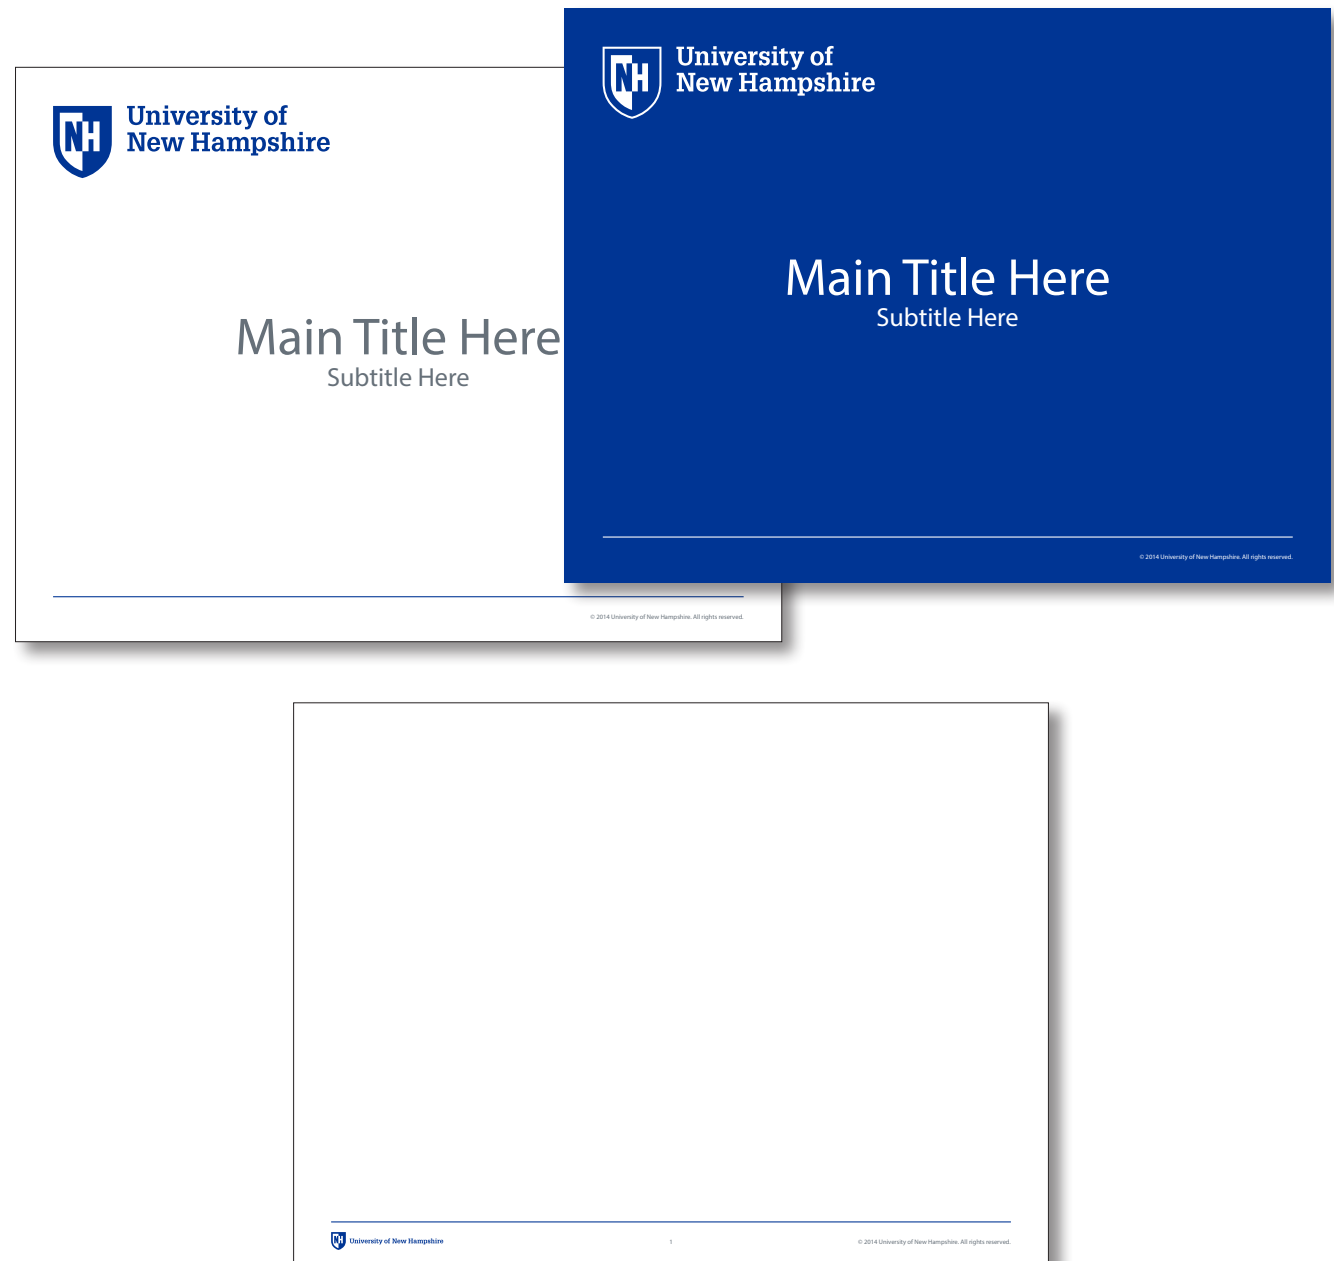 University of
New Hampshire
Main Title Here
Subtitle Here
© 2014 University of New Hampshire. All rights reserved.
University of
New Hampshire
Main Title Here
Subtitle Here
© 2014 University of New Hampshire. All rights reserved.
University of New Hampshire
1
© 2014 University of New Hampshire. All rights reserved.